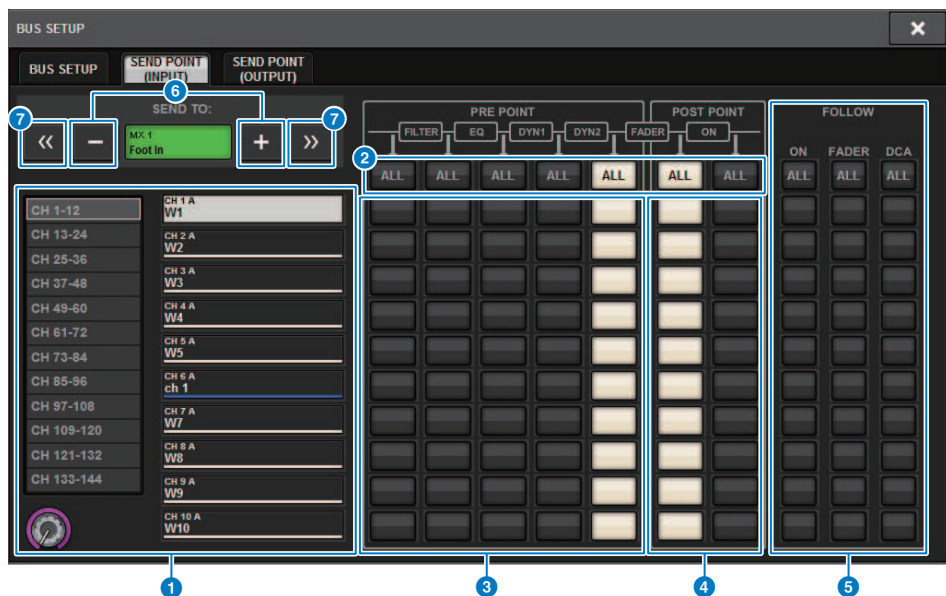 BUS SETUP
×
BUS SETUP
SEND POINT
(INPUT)
SEND POINT
(OUTPUT)
6
SEND TO:
7
7
«
−
MX 1
Foot In
+
»
PRE POINT
POST POINT
FOLLOW
FILTER
EQ
DYN1
DYN2
FADER
ON
ON
FADER
DCA
2
ALL
ALL
ALL
ALL
ALL
ALL
ALL
ALL
ALL
ALL
CH 1-12
CH 13-24
CH 25-36
CH 37-48
CH 49-60
CH 61-72
CH 73-84
CH 85-96
CH 97-108
CH 109-120
CH 121-132
CH 133-144
CH 1 A
W1
CH 2 A
W2
CH 3 A
W3
CH 4 A
W4
CH 5 A
W5
CH 6 A
ch 1
CH 7 A
W7
CH 8 A
W8
CH 9 A
W9
CH 10 A
W10
1
3
4
5